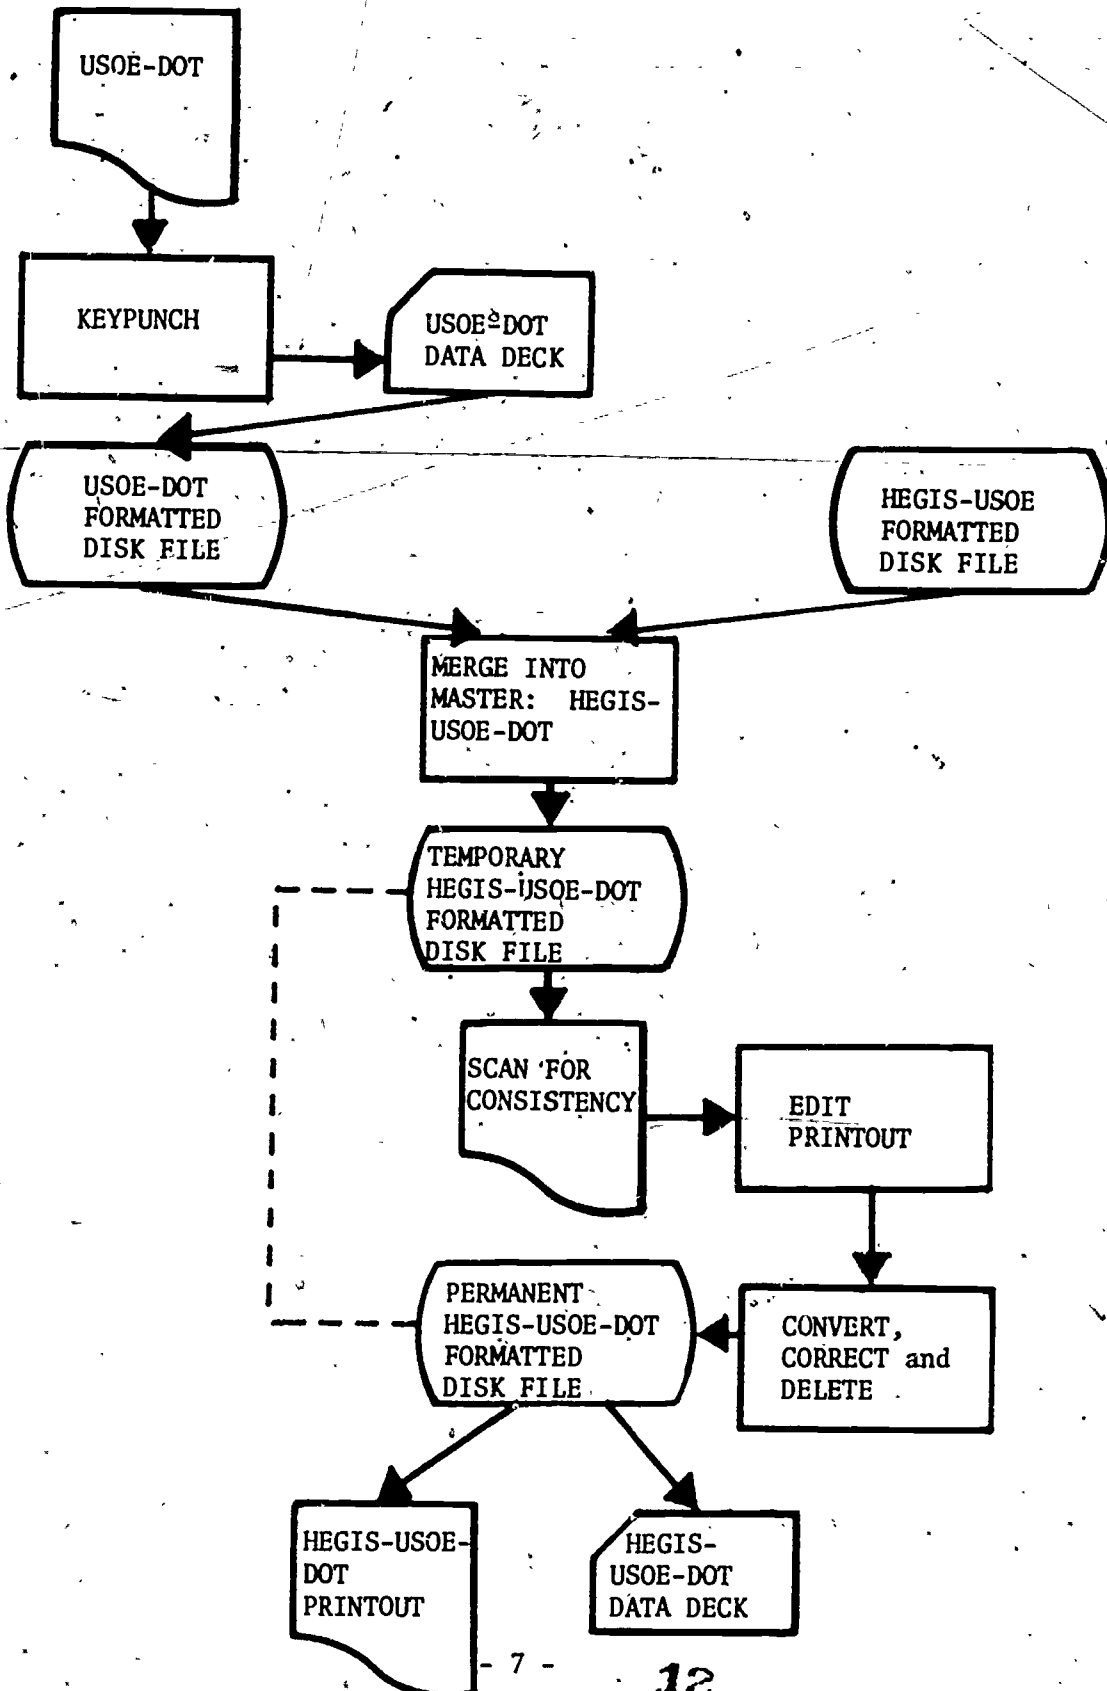 USOE-DOT
KEYPUNCH
USOE-DOT
DATA DECK
USOE-DOT
FORMATTED
DISK FILE
HEGIS-USOE
FORMATTED
DISK FILE
MERGE INTO
MASTER: HEGIS-
USOE-DOT
TEMPORARY
HEGIS-USOE-DOT
FORMATTED
DISK FILE
SCAN FOR
CONSISTENCY
EDIT
PRINTOUT
PERMANENT
HEGIS-USOE-DOT
FORMATTED
DISK FILE
CONVERT,
CORRECT and
DELETE
HEGIS-USOE-
DOT
PRINTOUT
HEGIS-
USOE-DOT
DATA DECK
- 7 -
12